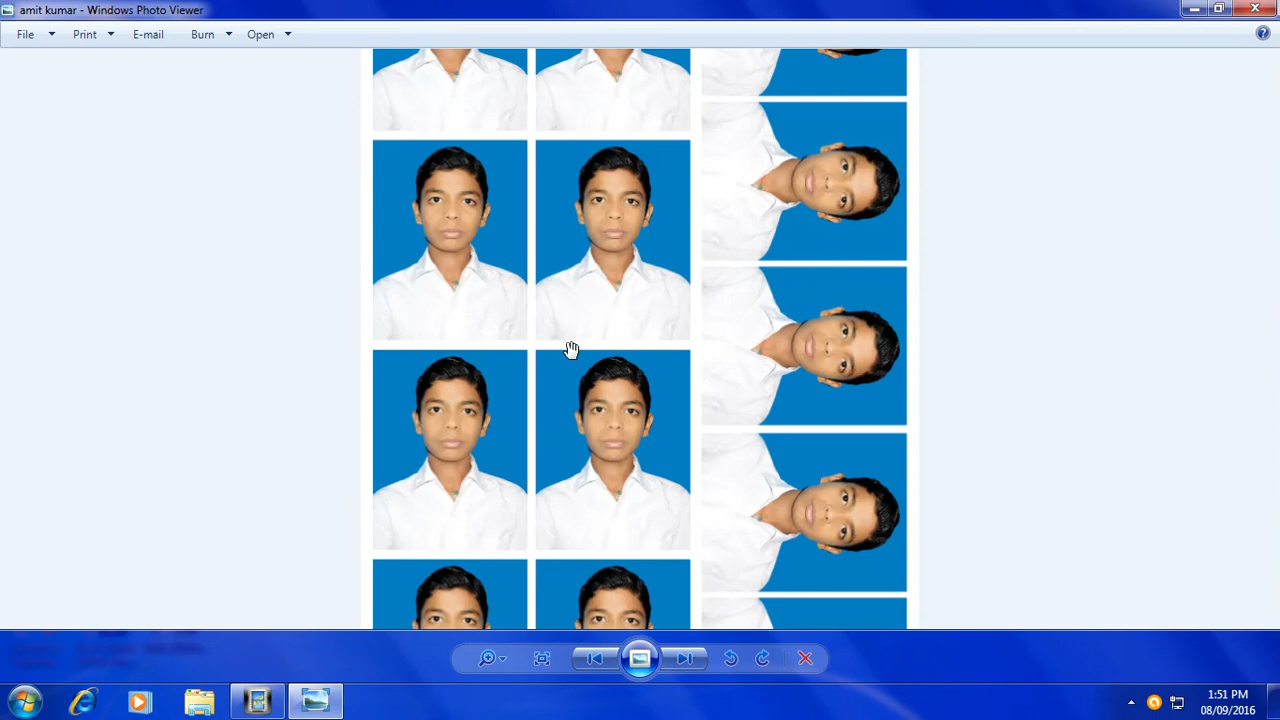 amit kumar - Windows Photo Viewer
File Print E-mail Burn Open
1:51 PM
08/09/2016